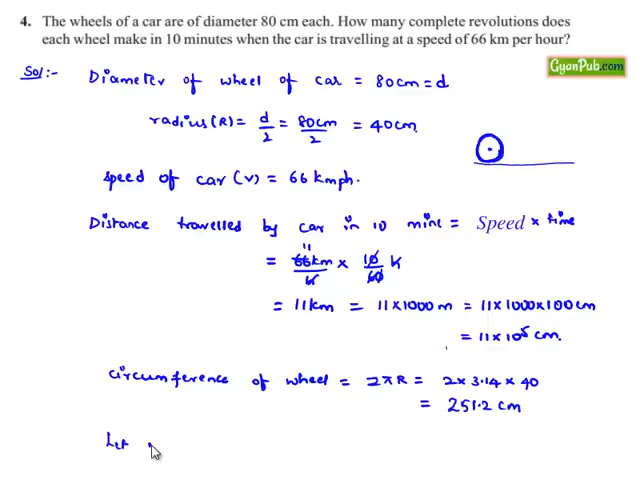 4. The wheels of a car are of diameter 80 cm each. How many complete revolutions does
each wheel make in 10 minutes when the car is travelling at a speed of 66 km per hour?
GyanPub.com
Sol:- Diameter of wheel of car = 80cm = d
radius(R) = d/2 = 80cm/2 = 40cm
speed of car (v) = 66 kmph.
Distance travelled by car in 10 mins = Speed × time
11
= 66km/h × 10/60 h
= 11km = 11×1000 m = 11×1000×100 cm
= 11×10⁵ cm.
circumference of wheel = 2πR = 2×3.14×40
= 251.2 cm
Let